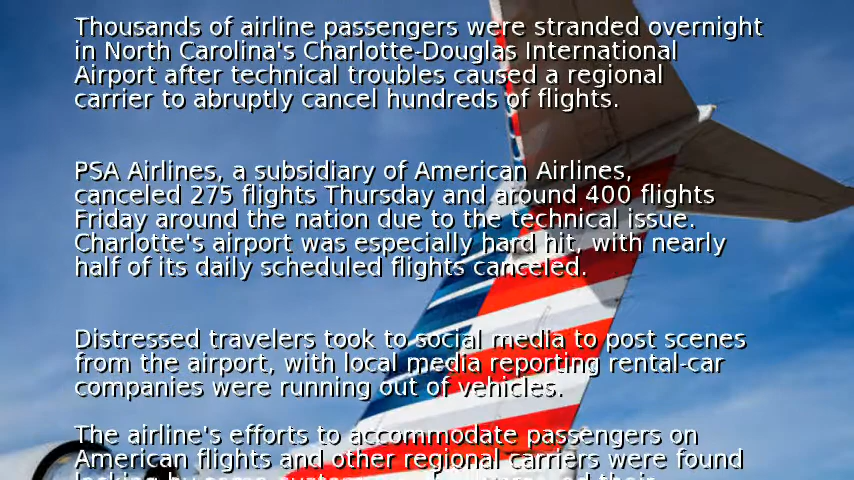 Thousands of airline passengers were stranded overnight
in North Carolina's Charlotte-Douglas International
Airport after technical troubles caused a regional
carrier to abruptly cancel hundreds of flights.
PSA Airlines, a subsidiary of American Airlines,
canceled 275 flights Thursday and around 400 flights
Friday around the nation due to the technical issue.
Charlotte's airport was especially hard hit, with nearly
half of its daily scheduled flights canceled.
Distressed travelers took to social media to post scenes
from the airport, with local media reporting rental-car
companies were running out of vehicles.
The airline's efforts to accommodate passengers on
American flights and other regional carriers were found
lacking by some